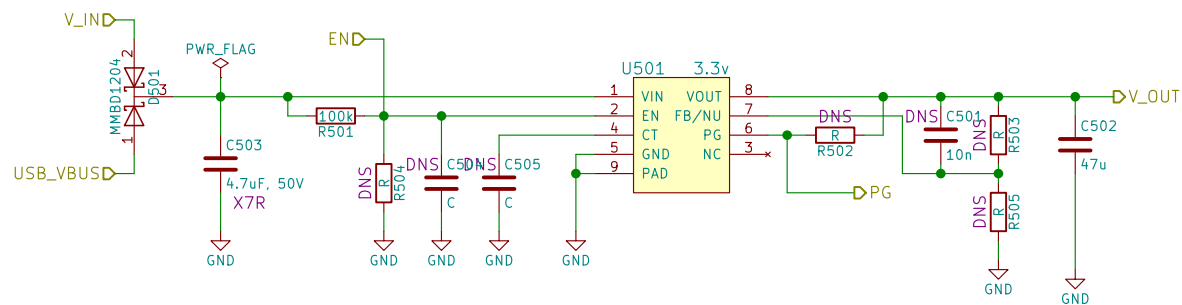 V_IN
2
MMBD1204
D501
3
1
USB_VBUS
PWR_FLAG
C503
4.7uF, 50V
X7R
GND
EN
100k
R501
DNS
R
R504
GND
DNS
C504
C
GND
DNS
C505
C
GND
U501
3.3v
1
VIN
VOUT
8
2
EN
FB/NU
7
4
CT
PG
6
5
GND
NC
3
9
PAD
GND
DNS
R
R502
PG
DNS
C501
10n
DNS
R
R503
DNS
R
R505
GND
C502
47u
GND
V_OUT